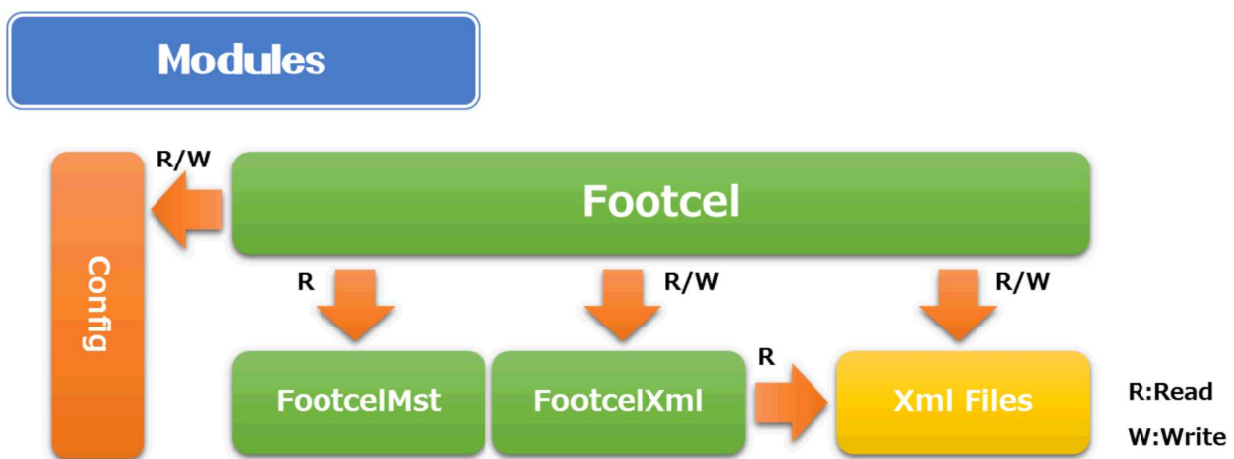 Modules
R/W
Footcel
Config
R
R/W
R/W
FootcelMst
FootcelXml
R
Xml Files
R:Read
W:Write